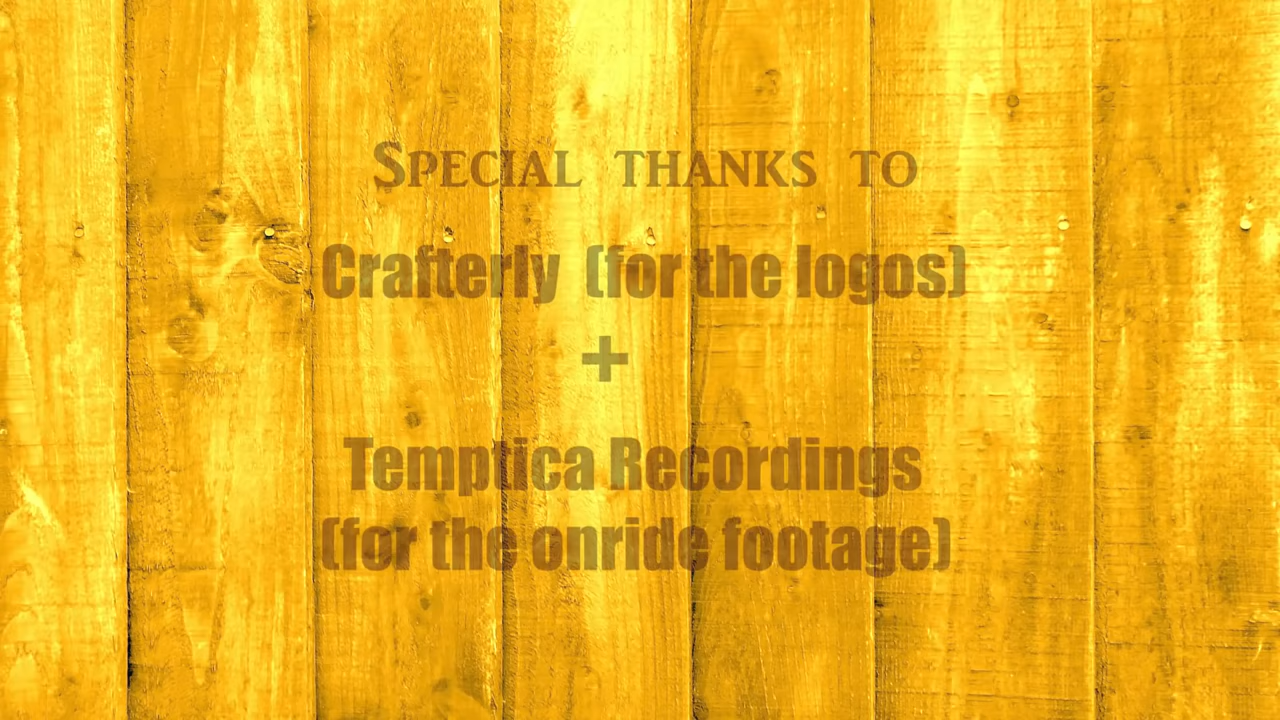 Special thanks to
Crafterly (for the logos)
+
Temptica Recordings
(for the onride footage)